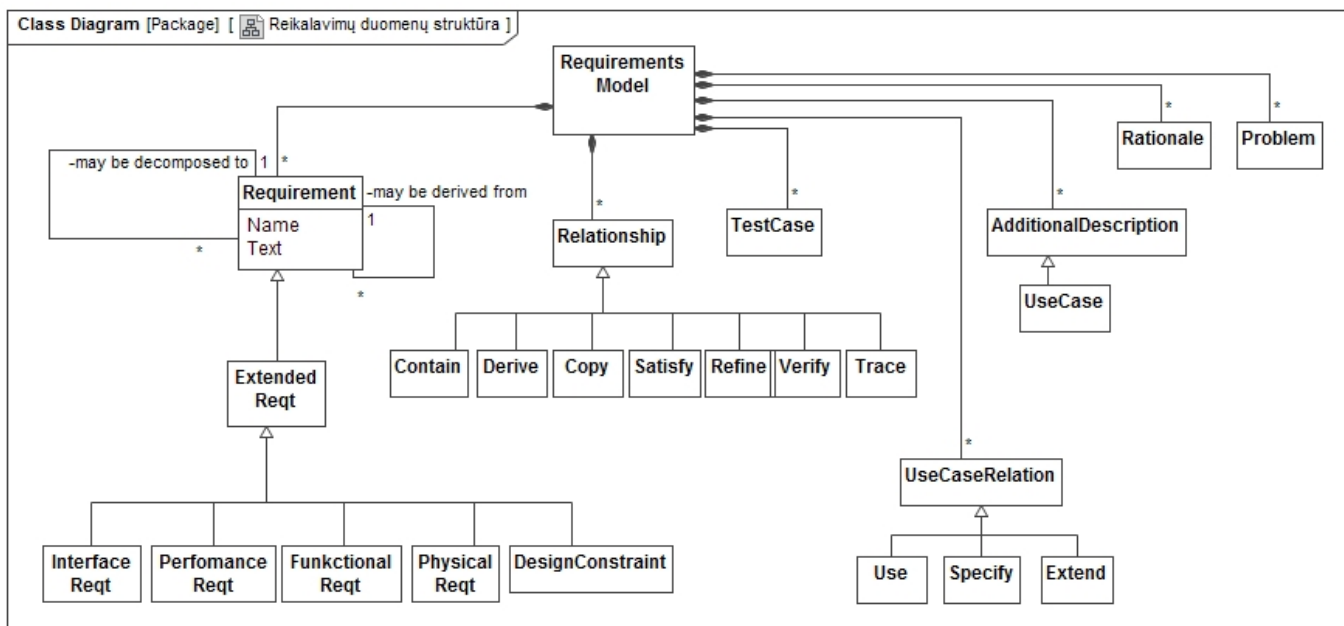 Class Diagram [Package] [ Reikalavimų duomenų struktūra ]
Requirements
Model
*
*
Rationale
Problem
-may be decomposed to
1
*
Requirement
Name
Text
*
-may be derived from
1
*
*
Relationship
*
TestCase
*
AdditionalDescription
UseCase
Contain
Derive
Copy
Satisfy
Refine
Verify
Trace
Extended
Reqt
*
UseCaseRelation
Interface
Reqt
Perfomance
Reqt
Funkctional
Reqt
Physical
Reqt
DesignConstraint
Use
Specify
Extend